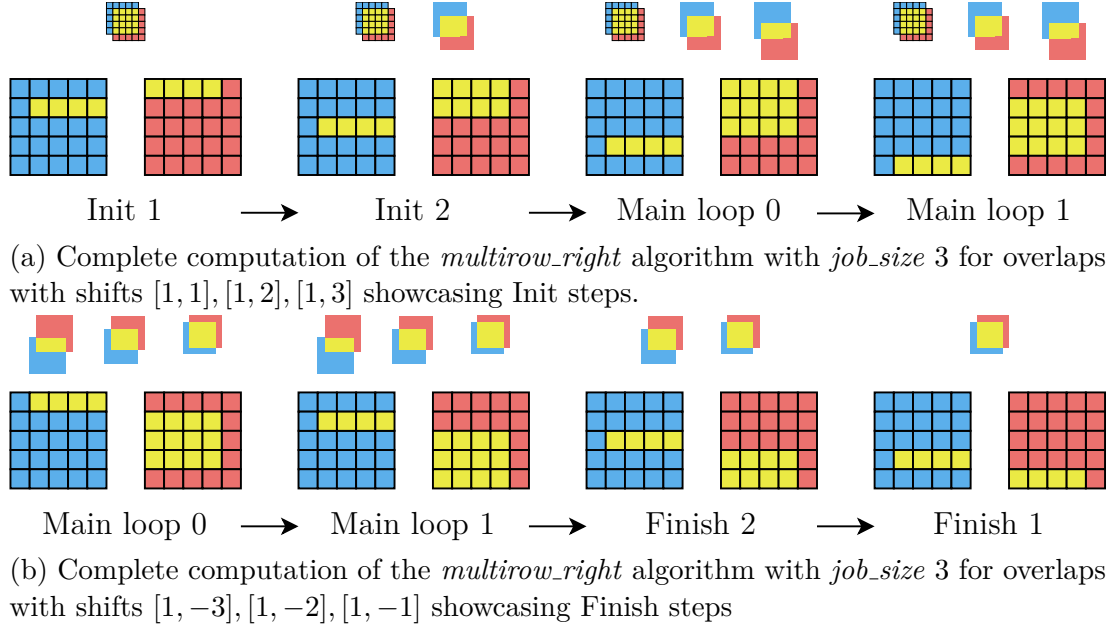 Init 1 Init 2 Main loop 0 Main loop 1
(a) Complete computation of the multirow_right algorithm with job_size 3 for overlaps
with shifts [1, 1], [1, 2], [1, 3] showcasing Init steps.
Main loop 0 Main loop 1 Finish 2 Finish 1
(b) Complete computation of the multirow_right algorithm with job_size 3 for overlaps
with shifts [1, −3], [1, −2], [1, −1] showcasing Finish steps